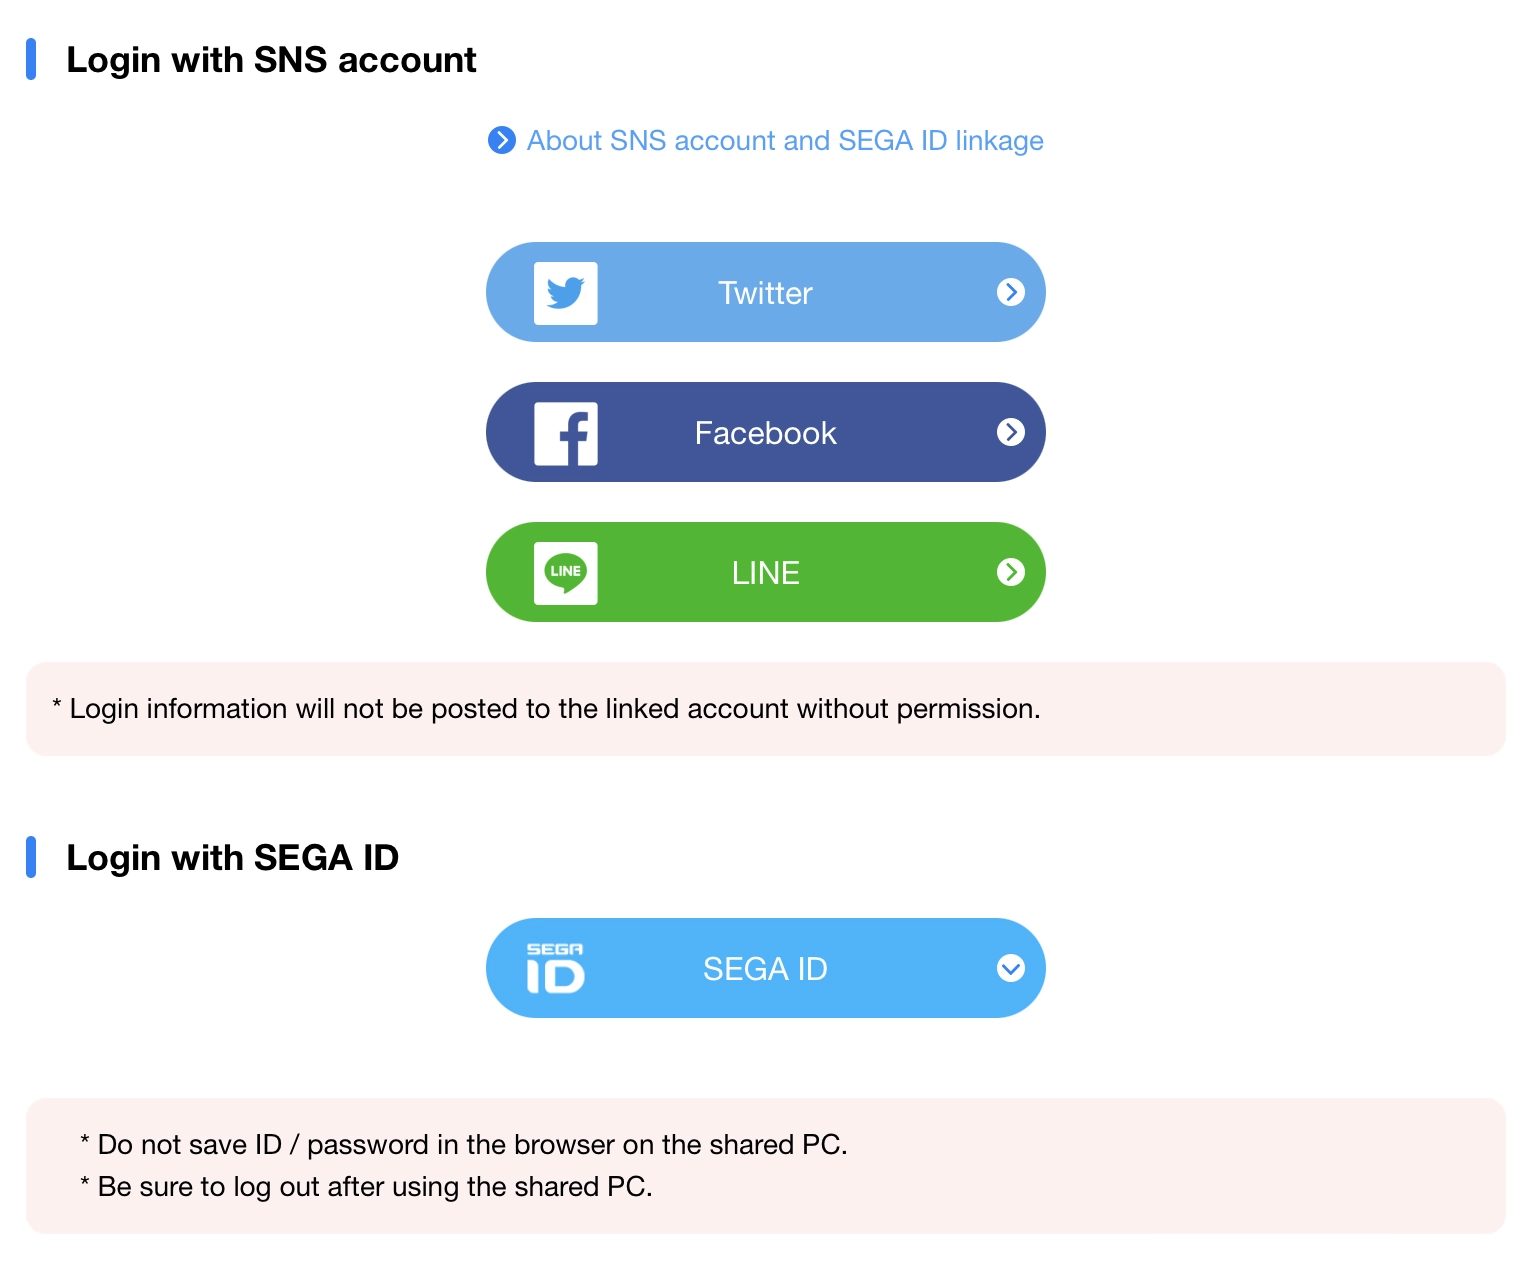 Login with SNS account
About SNS account and SEGA ID linkage
Twitter
Facebook
LINE
LINE
* Login information will not be posted to the linked account without permission.
Login with SEGA ID
SEGA
ID
SEGA ID
* Do not save ID / password in the browser on the shared PC.
* Be sure to log out after using the shared PC.